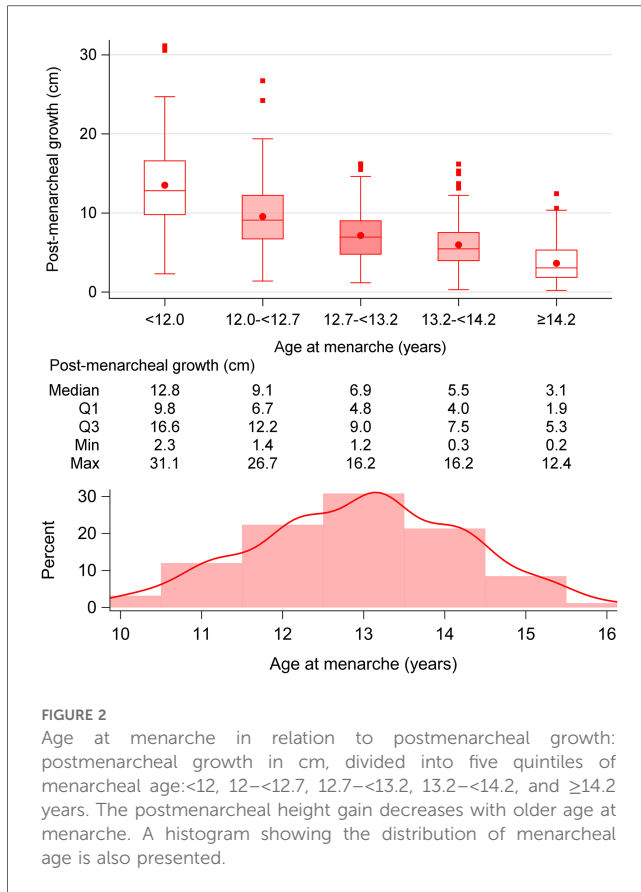 Post-menarcheal growth (cm)
30
20
10
0
<12.0 12.0-<12.7 12.7-<13.2 13.2-<14.2 ≥14.2
Age at menarche (years)
Post-menarcheal growth (cm)
Median 12.8 9.1 6.9 5.5 3.1
Q1 9.8 6.7 4.8 4.0 1.9
Q3 16.6 12.2 9.0 7.5 5.3
Min 2.3 1.4 1.2 0.3 0.2
Max 31.1 26.7 16.2 16.2 12.4
Percent
30
20
10
0
10 11 12 13 14 15 16
Age at menarche (years)
FIGURE 2
Age at menarche in relation to postmenarcheal growth:
postmenarcheal growth in cm, divided into five quintiles of
menarcheal age:<12, 12–<12.7, 12.7–<13.2, 13.2–<14.2, and ≥14.2
years. The postmenarcheal height gain decreases with older age at
menarche. A histogram showing the distribution of menarcheal
age is also presented.